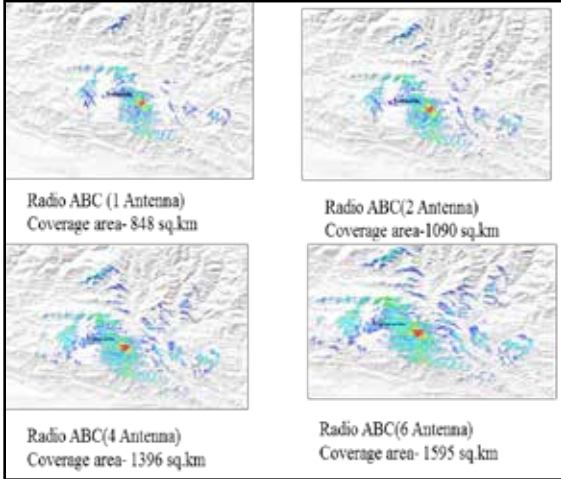 Radio ABC (1 Antenna)
Coverage area- 848 sq.km
Radio ABC(2 Antenna)
Coverage area-1090 sq.km
Radio ABC(4 Antenna)
Coverage area- 1396 sq.km
Radio ABC(6 Antenna)
Coverage area- 1595 sq.km